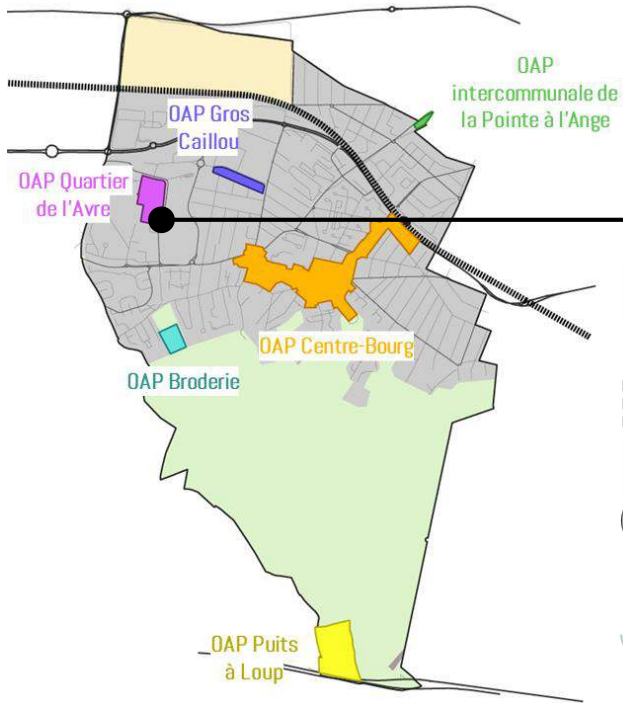 OAP
intercommunale de
la Pointe à l'Ange
OAP Gros
Caillou
OAP Quartier
de l'Avre
OAP Centre-Bourg
OAP Broderie
OAP Puits
à Loup